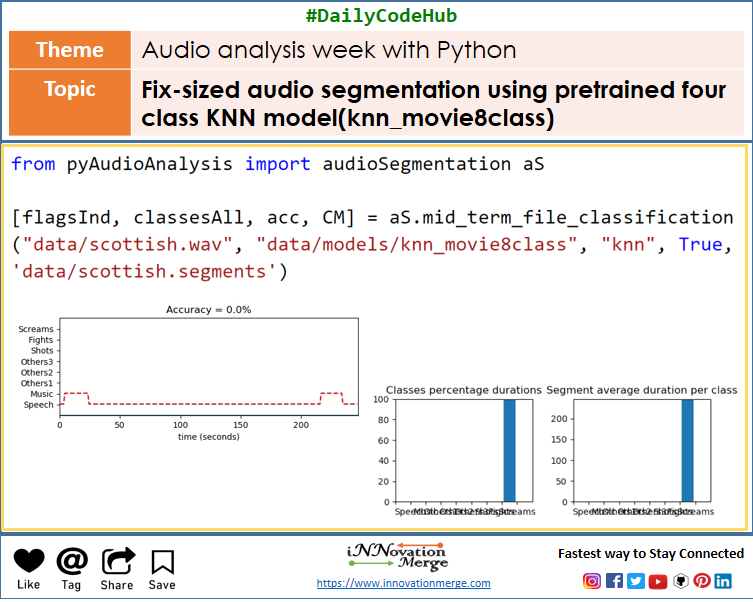 #DailyCodeHub
Theme
Audio analysis week with Python
Topic
Fix-sized audio segmentation using pretrained four
class KNN model(knn_movie8class)
from pyAudioAnalysis import audioSegmentation aS
[flagsInd, classesAll, acc, CM] = aS.mid_term_file_classification
("data/scottish.wav", "data/models/knn_movie8class", "knn", True,
'data/scottish.segments')
Accuracy = 0.0%
Screams
Fights
Shots
Others3
Others2
Others1
Music
Speech
0 50 100 150 200
time (seconds)
Classes percentage durations
100
80
60
40
20
0
Segment average duration per class
200
150
100
50
0
Like
Tag
Share
Save
iNNovation
Merge
https://www.innovationmerge.com
Fastest way to Stay Connected